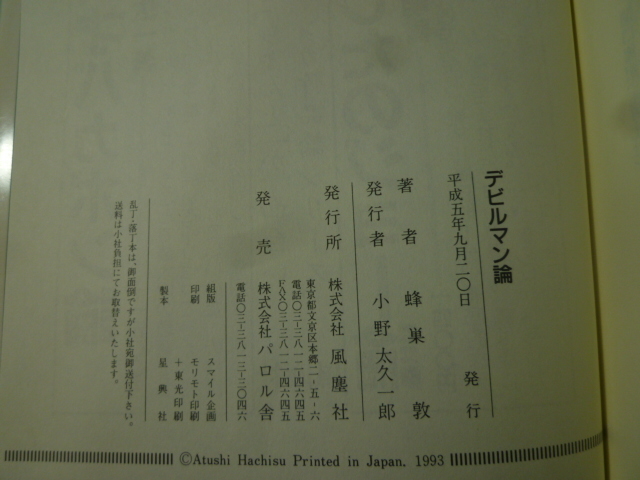 デビルマン論
平成五年九月二〇日　発行
著者　蜂巣　敦
発行者　小野太久一郎
発行所　株式会社　風塵社
東京都文京区本郷二-五-六
電話〇三-三八一二-四六四五
FAX〇三-三八一二-四六四五
発売　株式会社パロル舎
電話〇三-三八一三-三〇四六
組版　スマイル企画
印刷　モリモト印刷
＋東光印刷
製本　星興社
乱丁・落丁本は、御面倒ですが小社宛御送付下さい。
送料は小社負担にてお取替えいたします。
©Atushi Hachisu Printed in Japan. 1993